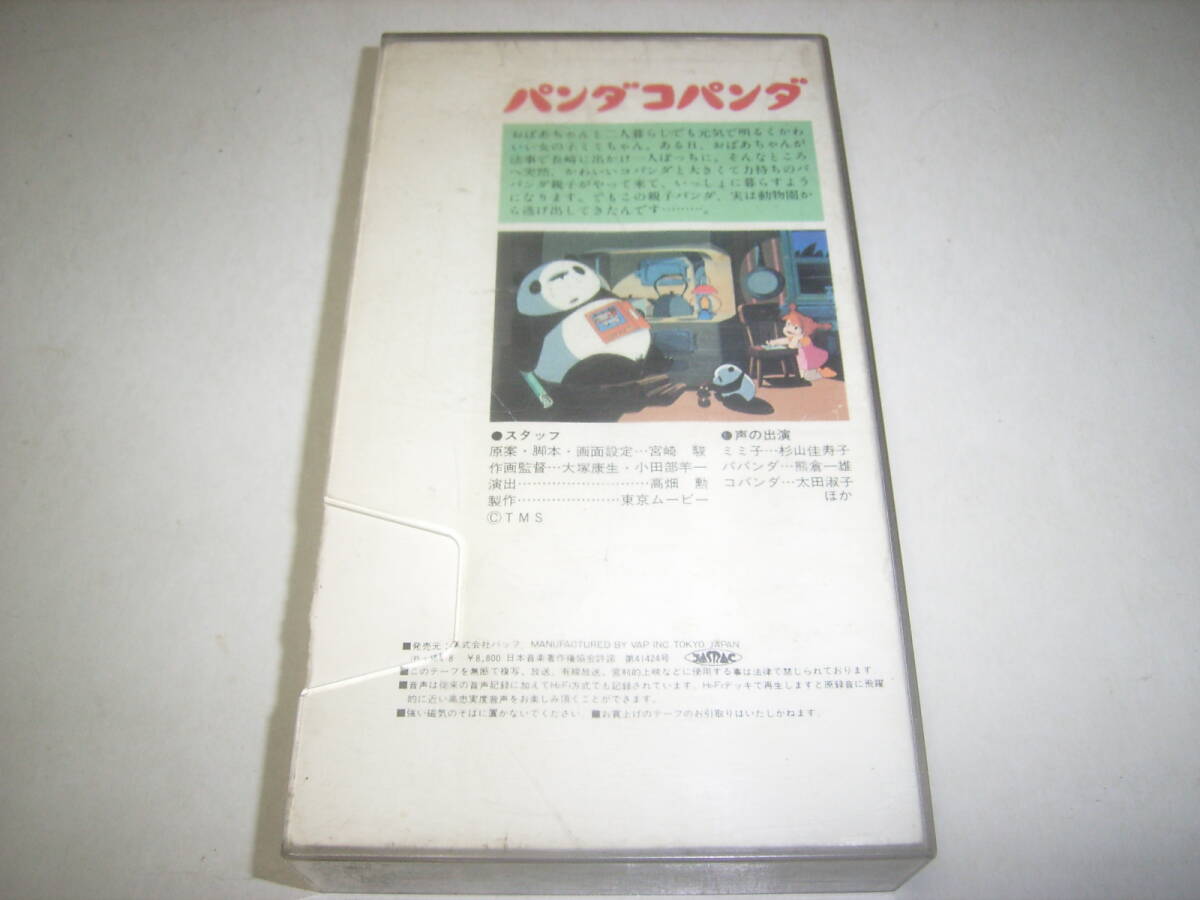 パンダコパンダ
おばあちゃんと二人暮らしでも元気で明るくかわ
いい女の子ミミちゃん。ある日、おばあちゃんが
法事で長崎に出かけ一人ぼっちに。そんなところ
へ突然、かわいいコパンダと大きくて力持ちのパ
パンダ親子がやって来て、いっしょに暮らすよう
になります。でもこの親子パンダ、実は動物園か
ら逃げ出してきたんです………。
●スタッフ
原案・脚本・画面設定…宮崎 駿
作画監督…大塚康生・小田部羊一
演出………………………高畑 勲
製作…………………東京ムービー
ⒸTMS
●声の出演
ミミ子…杉山佳寿子
パパンダ…熊倉一雄
コパンダ…太田淑子
ほか
■発売元:株式会社バップ MANUFACTURED BY VAP INC TOKYO JAPAN
¥8,800 日本音楽著作権協会許諾 第41424号 JASRAC
■このテープを無断で複写、放送、有線放送、営利的上映などに使用する事は法律で禁じられております。
■音声は従来の音声記録に加えてHi-Fi方式でも記録されています。Hi-Fiデッキで再生しますと原録音に飛躍
的に近い高忠実度音声をお楽しみ頂くことができます。
■強い磁気のそばに置かないでください。■お買上げのテープのお引取りはいたしかねます。